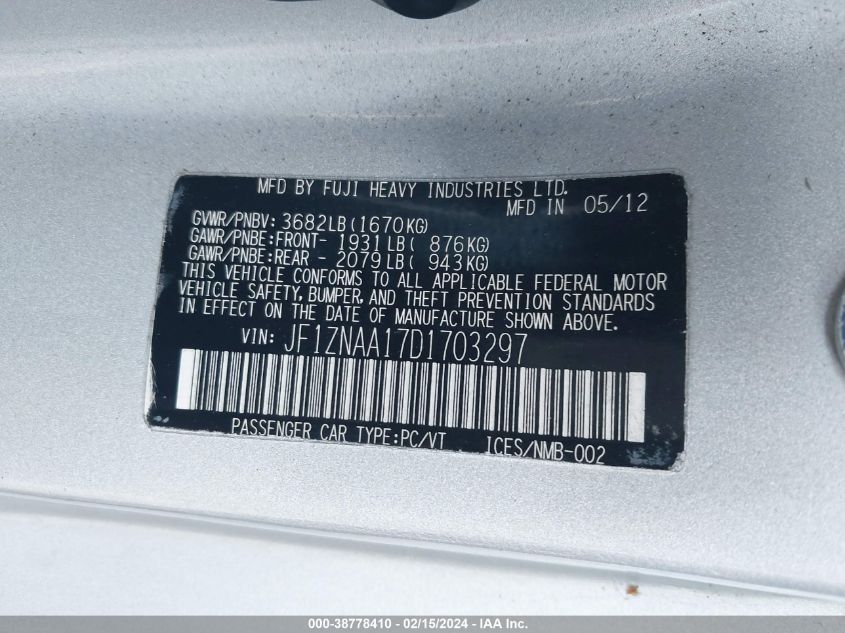 MFD BY FUJI HEAVY INDUSTRIES LTD.
MFD IN 05/12
GVWR/PNBV: 3682LB(1670KG)
GAWR/PNBE:FRONT- 1931LB( 876KG)
GAWR/PNBE:REAR - 2079LB( 943KG)
THIS VEHICLE CONFORMS TO ALL APPLICABLE FEDERAL MOTOR
VEHICLE SAFETY, BUMPER, AND THEFT PREVENTION STANDARDS
IN EFFECT ON THE DATE OF MANUFACTURE SHOWN ABOVE.
VIN: JF1ZNAA17D1703297
PASSENGER CAR TYPE:PC/VT ICES/NMB-002
000-38778410 - 02/15/2024 - IAA Inc.